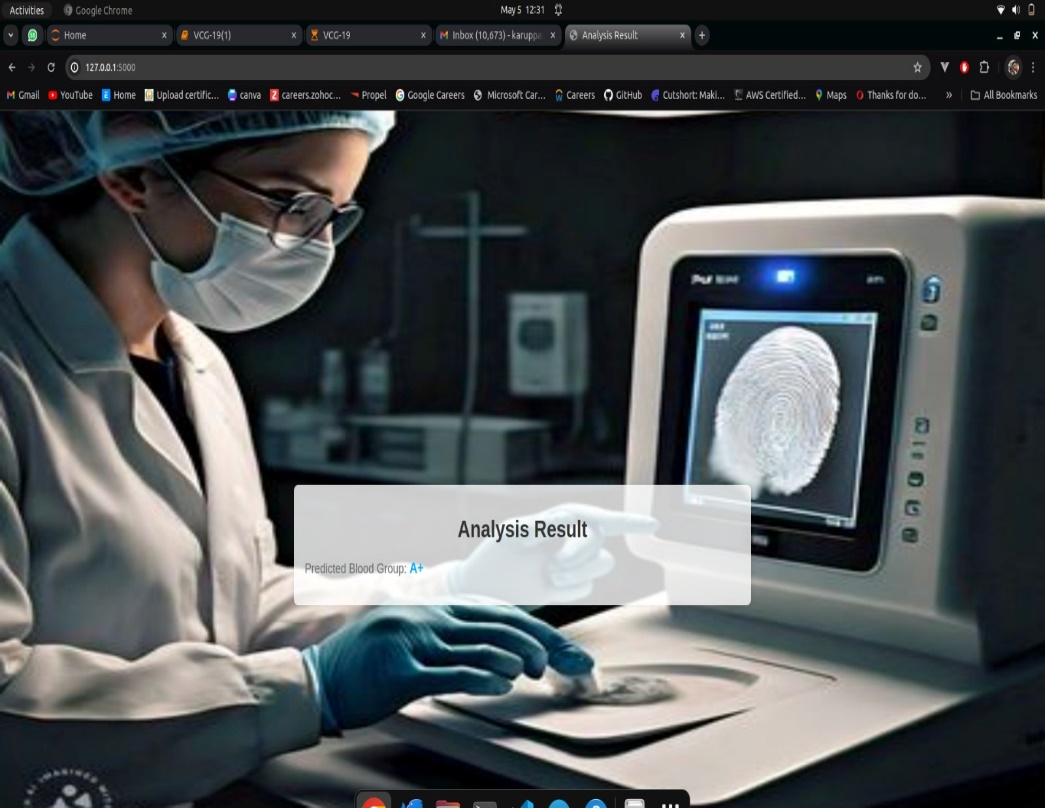 Activities Google Chrome May 5 12:31
Home VCG-19(1) VCG-19 Inbox (10,673) - karuppa Analysis Result
127.0.0.1:5000
Gmail YouTube Home Upload certific... canva careers.zohoc... Propel Google Careers Microsoft Car... Careers GitHub Cutshort: Maki... AWS Certified... Maps Thanks for do... » All Bookmarks
Analysis Result
Predicted Blood Group: A+